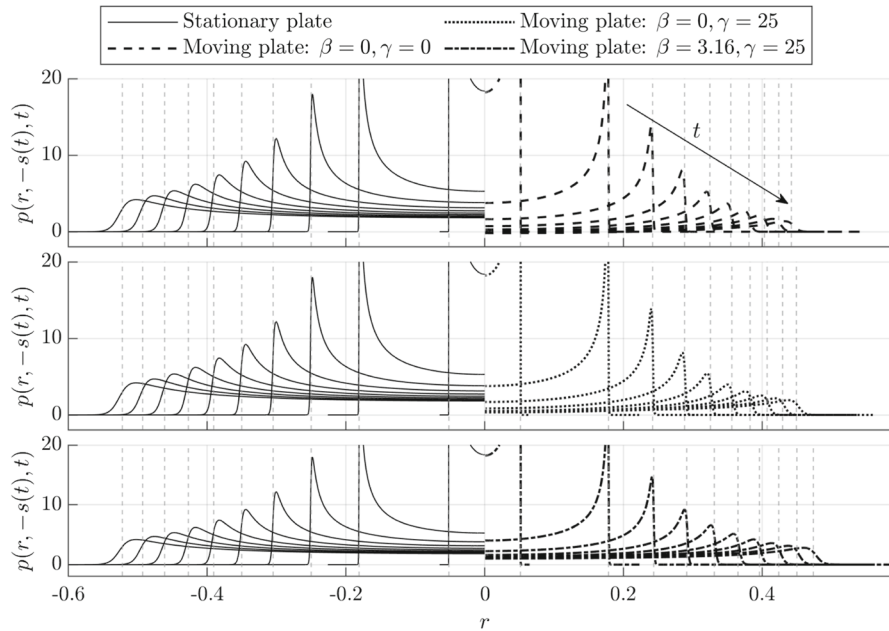 Stationary plate
Moving plate: β = 0, γ = 25
Moving plate: β = 0, γ = 0
Moving plate: β = 3.16, γ = 25
20
10
0
p(r, −s(t), t)
t
20
10
0
p(r, −s(t), t)
20
10
0
p(r, −s(t), t)
-0.6
-0.4
-0.2
0
0.2
0.4
r